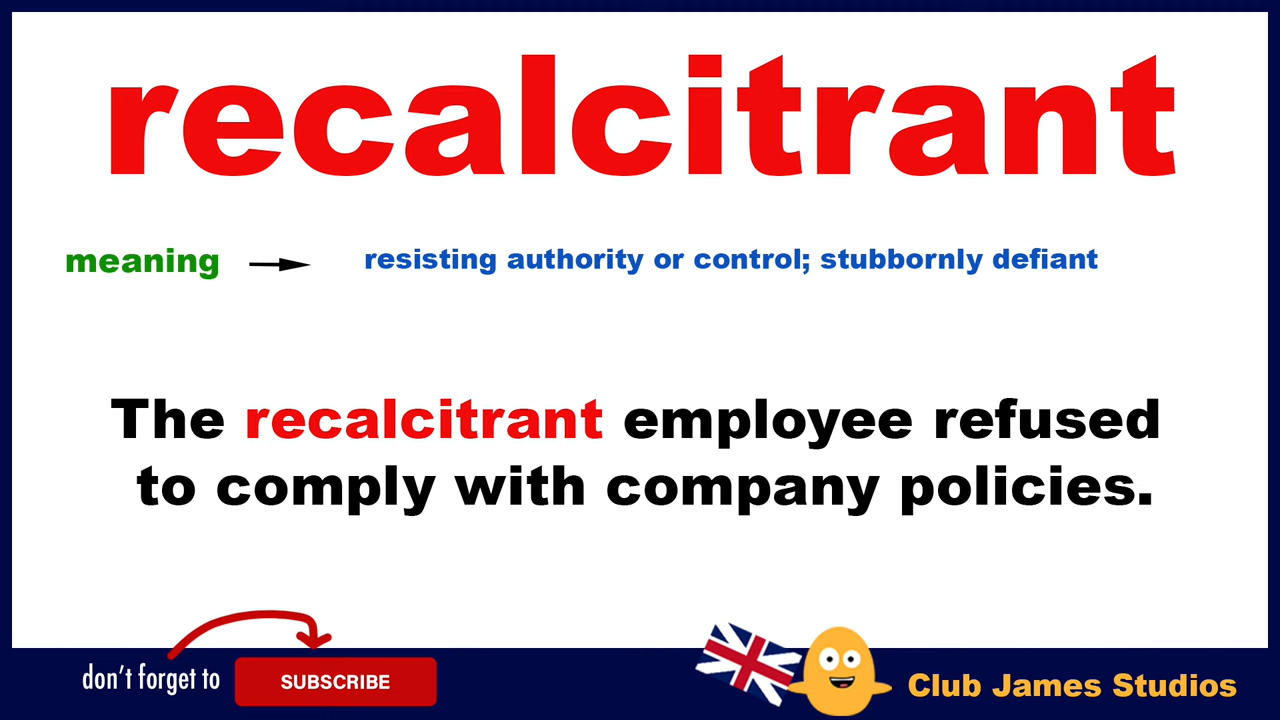 recalcitrant
meaning resisting authority or control; stubbornly defiant
The recalcitrant employee refused
to comply with company policies.
don't forget to SUBSCRIBE
Club James Studios